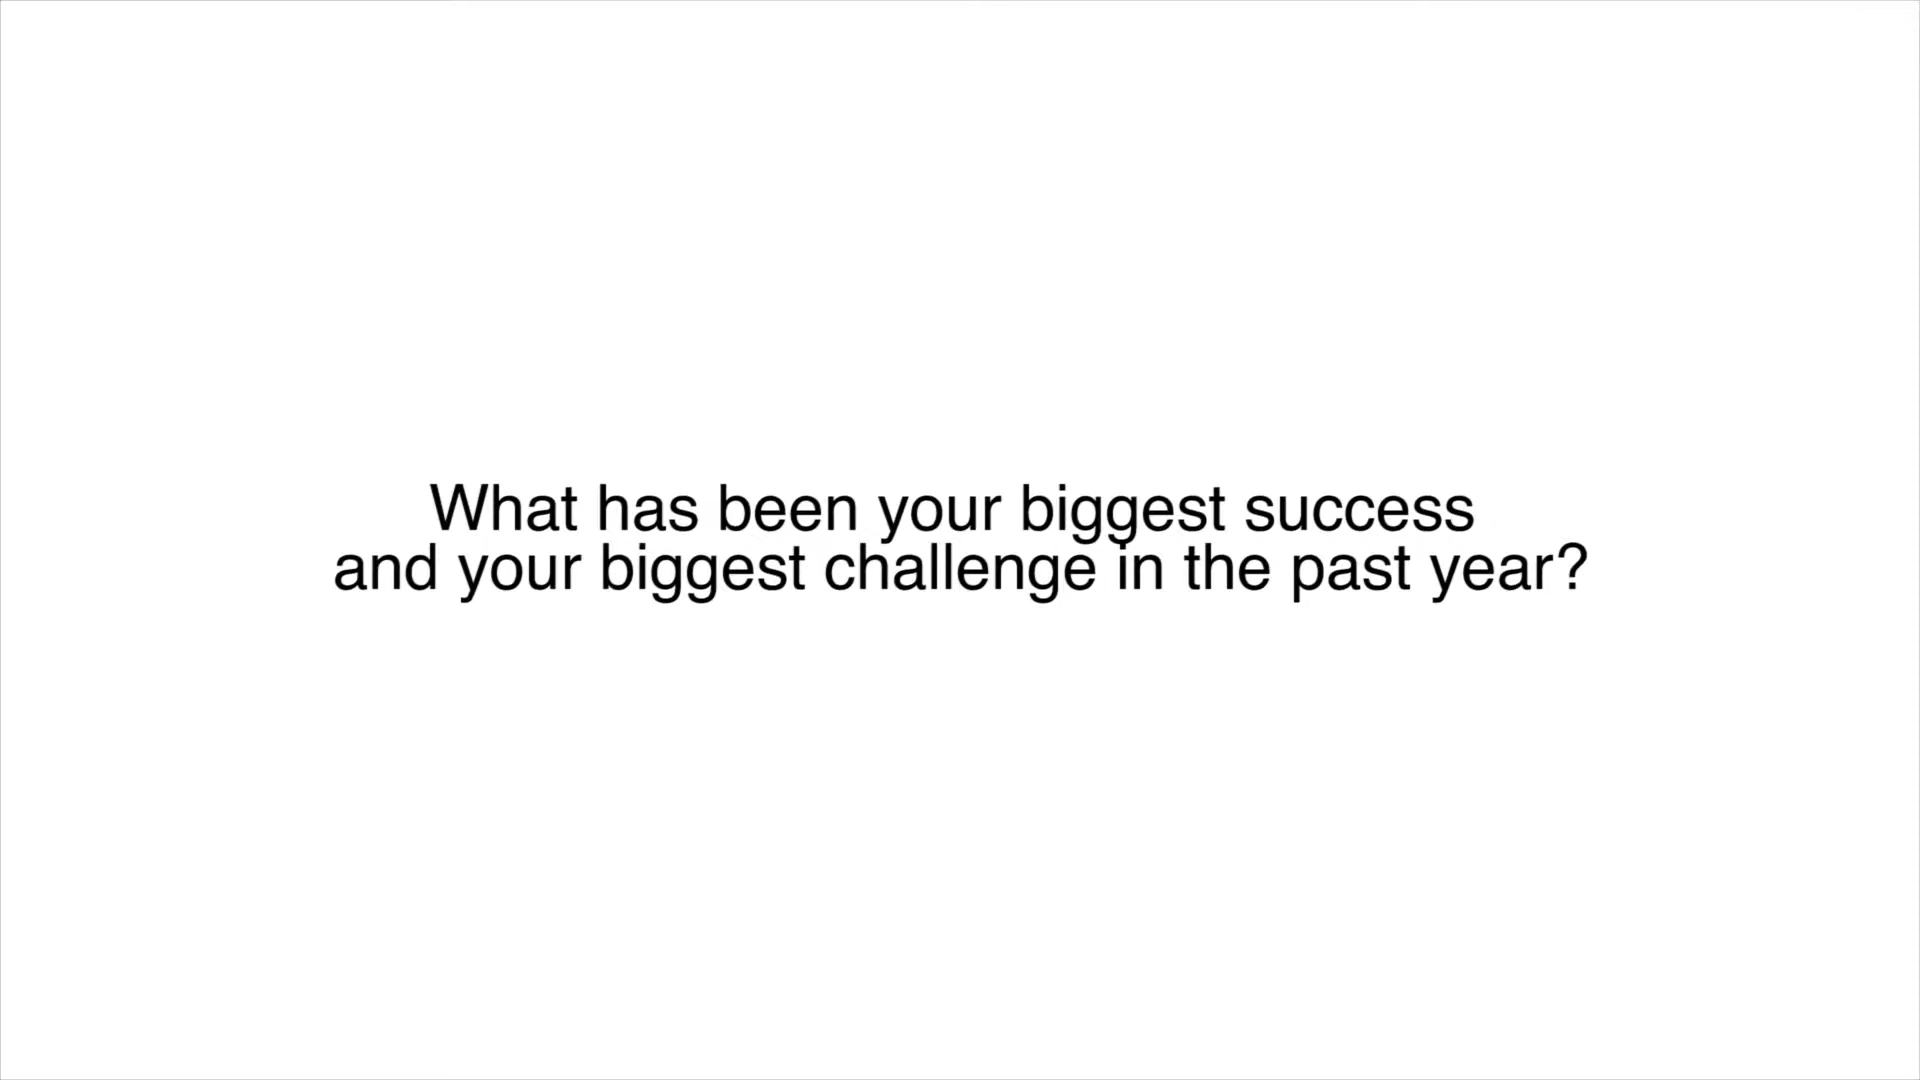 What has been your biggest success
and your biggest challenge in the past year?